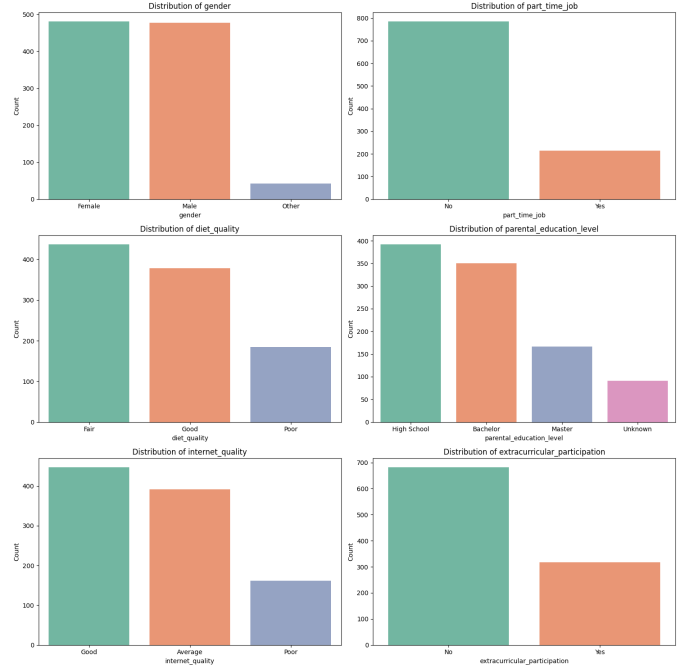 Distribution of gender
500
400
300
200
100
0
Count
Female Male Other
gender
Distribution of part_time_job
800
700
600
500
400
300
200
100
0
Count
No Yes
part_time_job
Distribution of diet_quality
400
300
200
100
0
Count
Fair Good Poor
diet_quality
Distribution of parental_education_level
400
350
300
250
200
150
100
50
0
Count
High School Bachelor Master Unknown
parental_education_level
Distribution of internet_quality
400
300
200
100
0
Count
Good Average Poor
internet_quality
Distribution of extracurricular_participation
700
600
500
400
300
200
100
0
Count
No Yes
extracurricular_participation